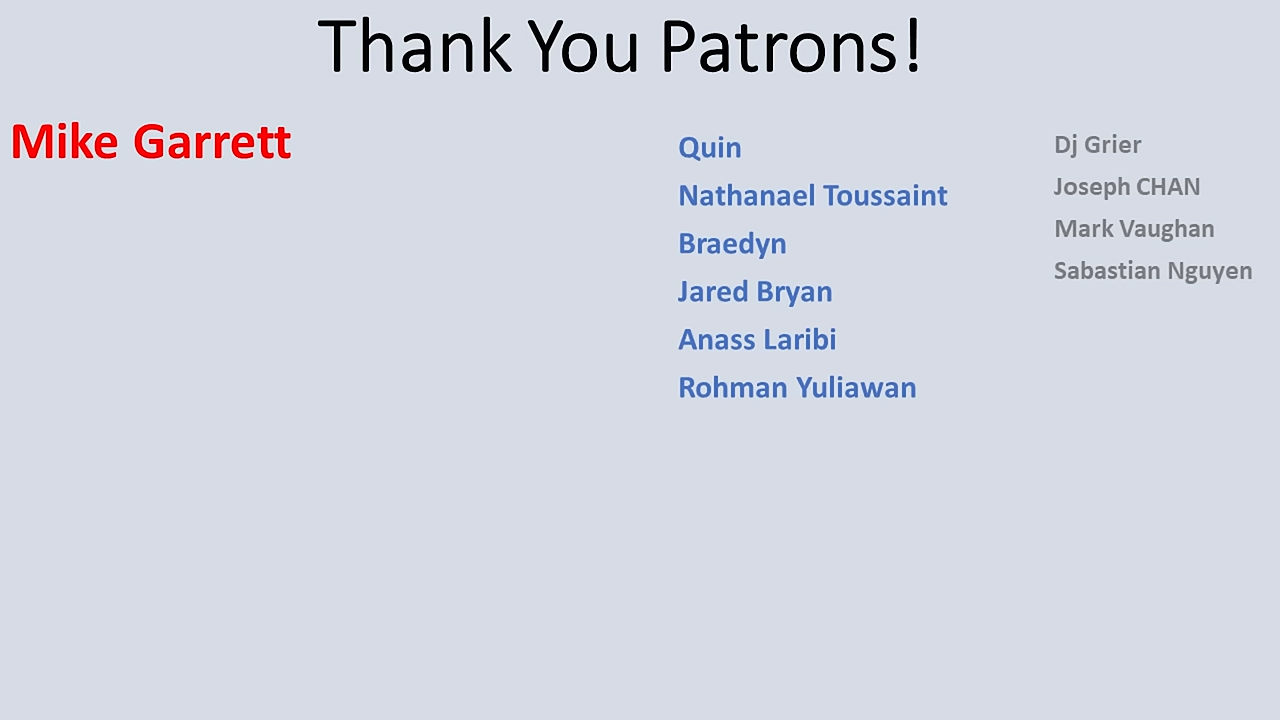 Thank You Patrons!
Mike Garrett
Quin
Nathanael Toussaint
Braedyn
Jared Bryan
Anass Laribi
Rohman Yuliawan
Dj Grier
Joseph CHAN
Mark Vaughan
Sabastian Nguyen